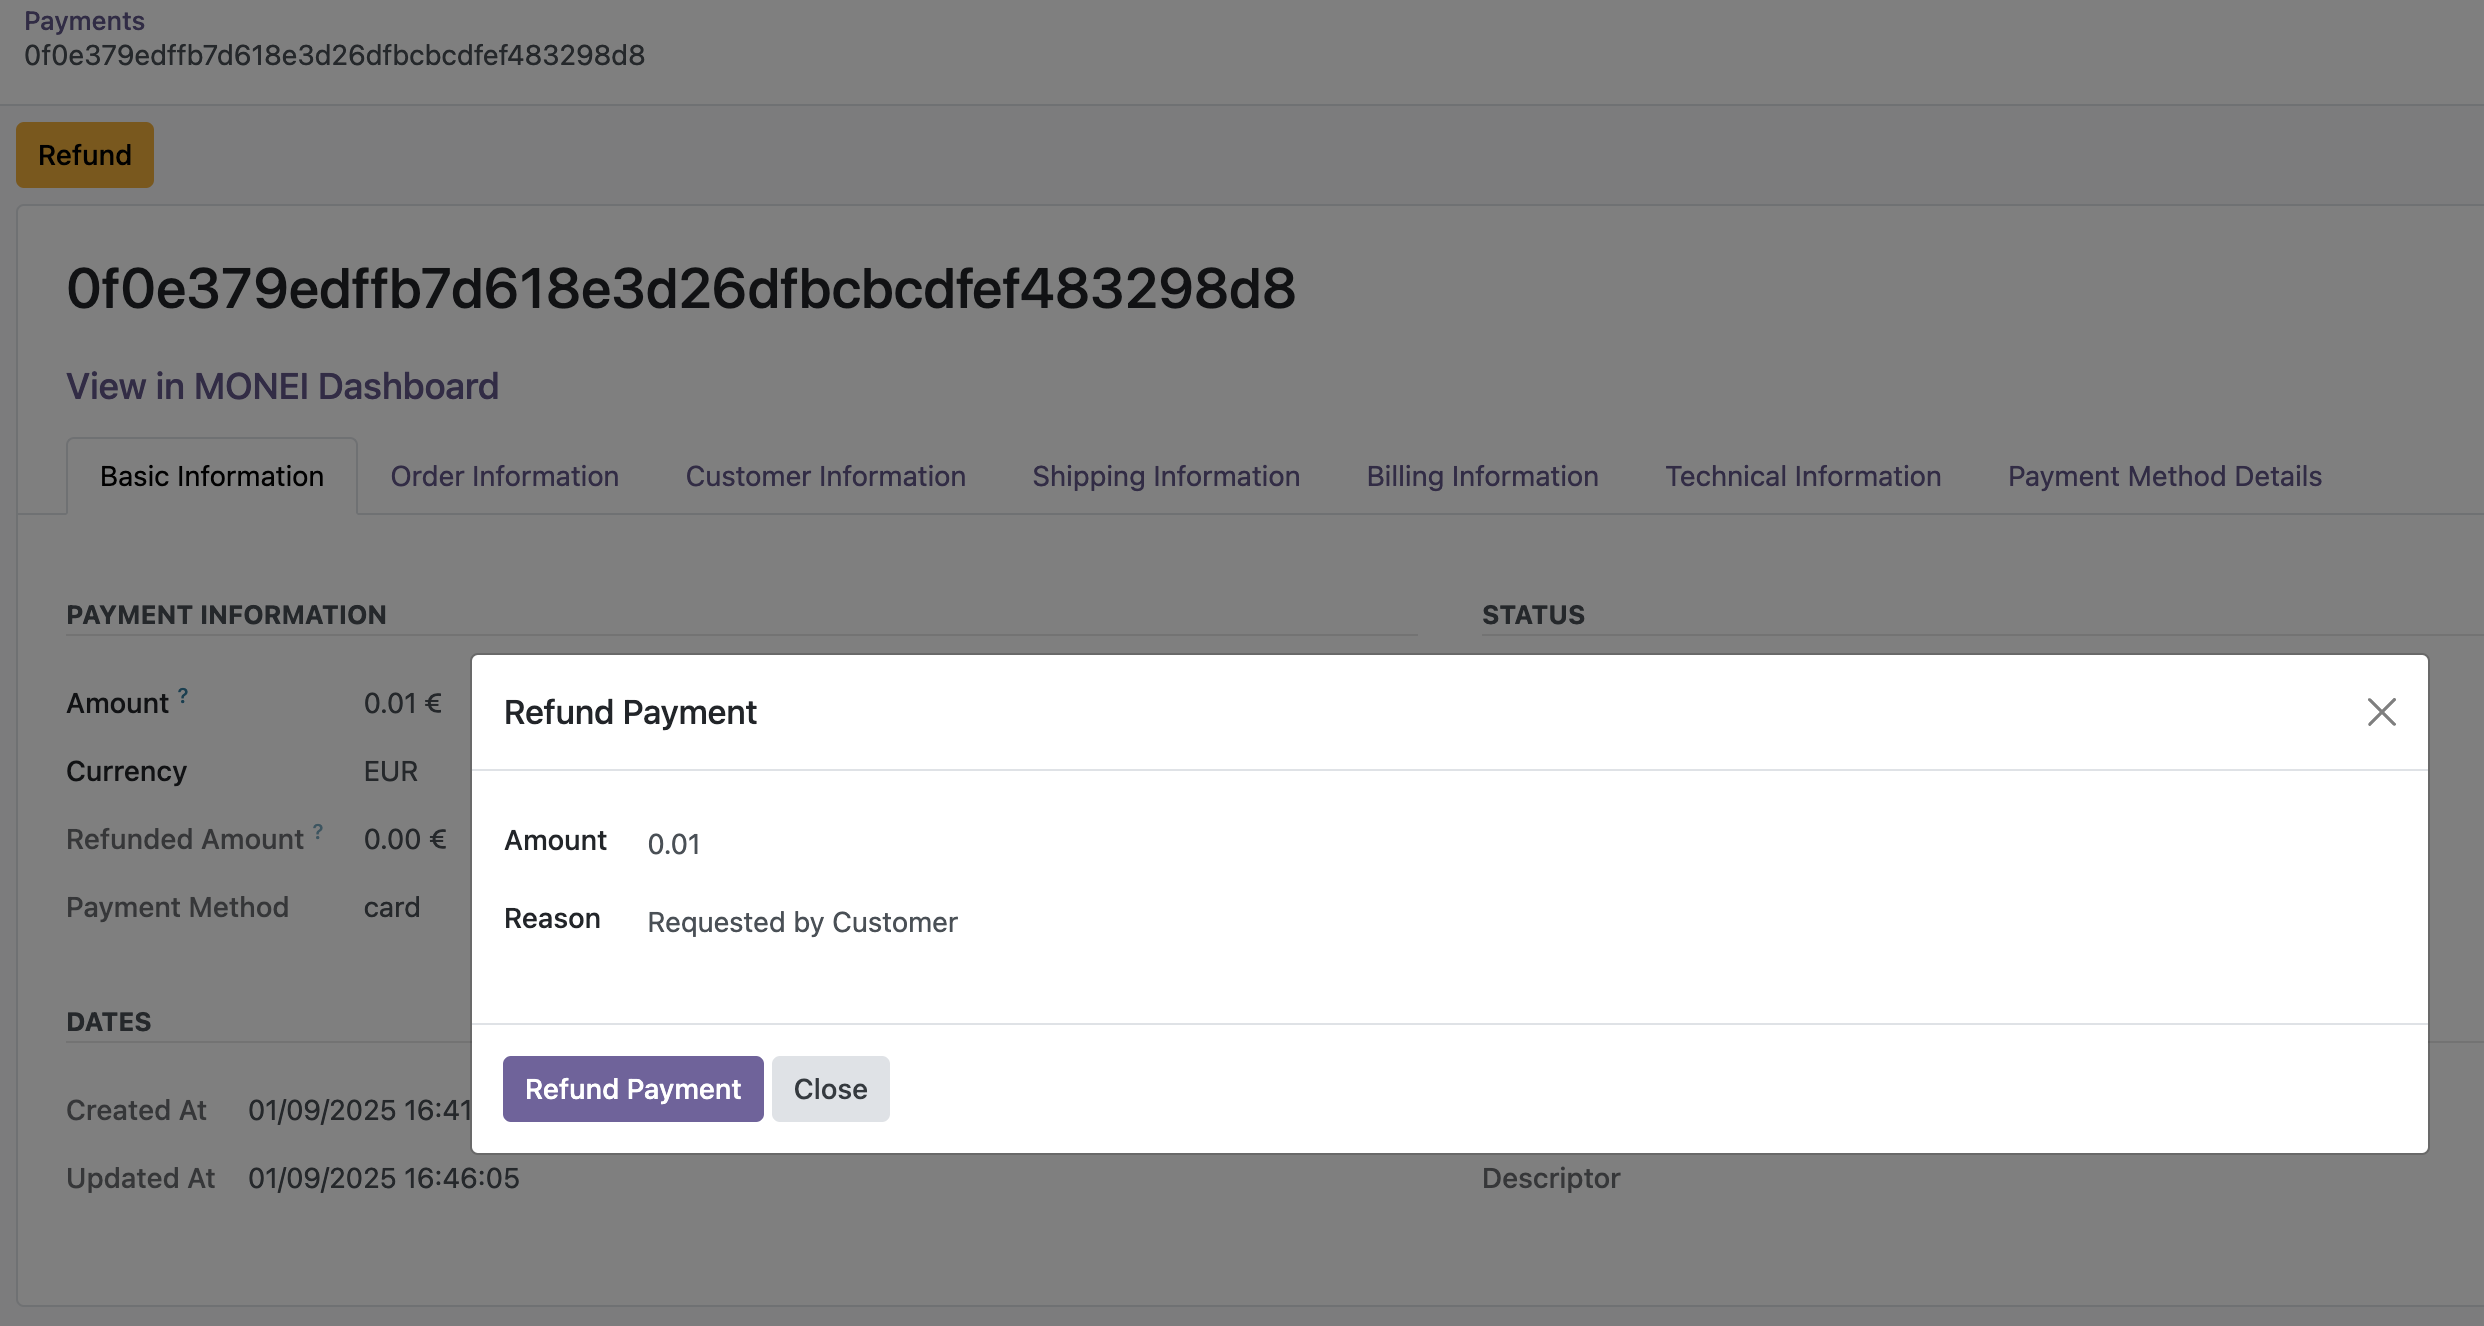 Payments
0f0e379edffb7d618e3d26dfbcbcdfef483298d8
Refund
0f0e379edffb7d618e3d26dfbcbcdfef483298d8
View in MONEI Dashboard
Basic Information Order Information Customer Information Shipping Information Billing Information Technical Information Payment Method Details
PAYMENT INFORMATION
Amount ? 0.01 €
Currency EUR
Refunded Amount ? 0.00 €
Payment Method card
STATUS
Refund Payment
Amount 0.01
Reason Requested by Customer
Refund Payment Close
DATES
Created At 01/09/2025 16:41
Updated At 01/09/2025 16:46:05
Descriptor